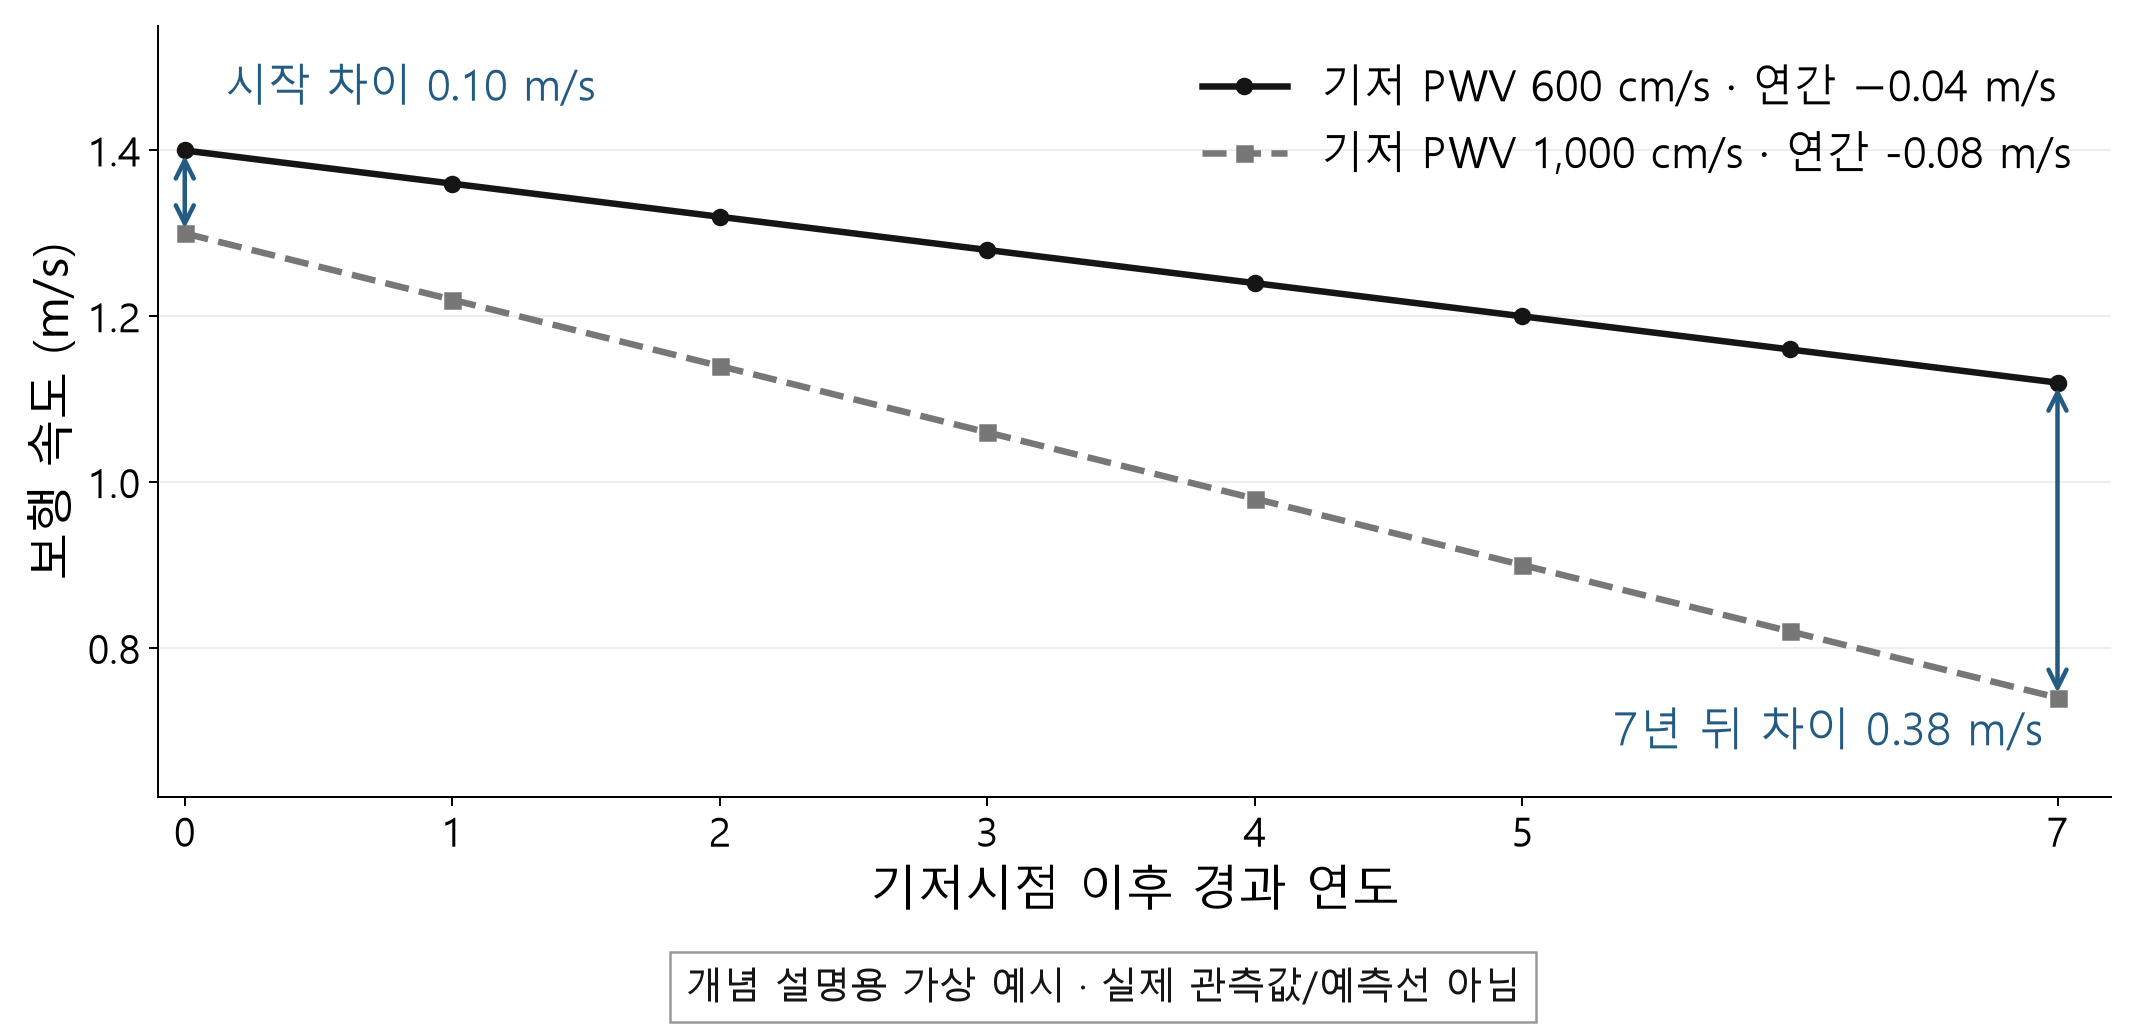 시작 차이 0.10 m/s
기저 PWV 600 cm/s · 연간 −0.04 m/s
기저 PWV 1,000 cm/s · 연간 -0.08 m/s
보행 속도 (m/s)
1.4
1.2
1.0
0.8
7년 뒤 차이 0.38 m/s
0 1 2 3 4 5 7
기저시점 이후 경과 연도
개념 설명용 가상 예시 · 실제 관측값/예측선 아님